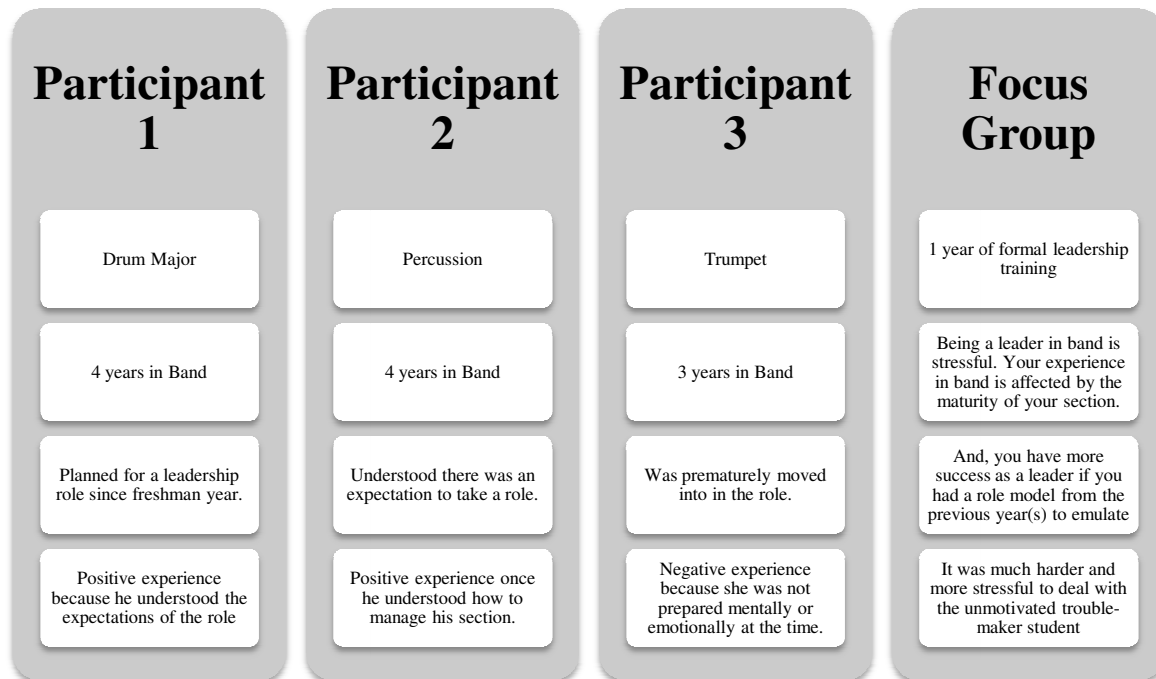 Participant
1
Drum Major
4 years in Band
Planned for a leadership
role since freshman year.
Positive experience
because he understood the
expectations of the role
Participant
2
Percussion
4 years in Band
Understood there was an
expectation to take a role.
Positive experience once
he understood how to
manage his section.
Participant
3
Trumpet
3 years in Band
Was prematurely moved
into in the role.
Negative experience
because she was not
prepared mentally or
emotionally at the time.
Focus
Group
1 year of formal leadership
training
Being a leader in band is
stressful. Your experience
in band is affected by the
maturity of your section.
And, you have more
success as a leader if you
had a role model from the
previous year(s) to emulate
It was much harder and
more stressful to deal with
the unmotivated trouble-
maker student